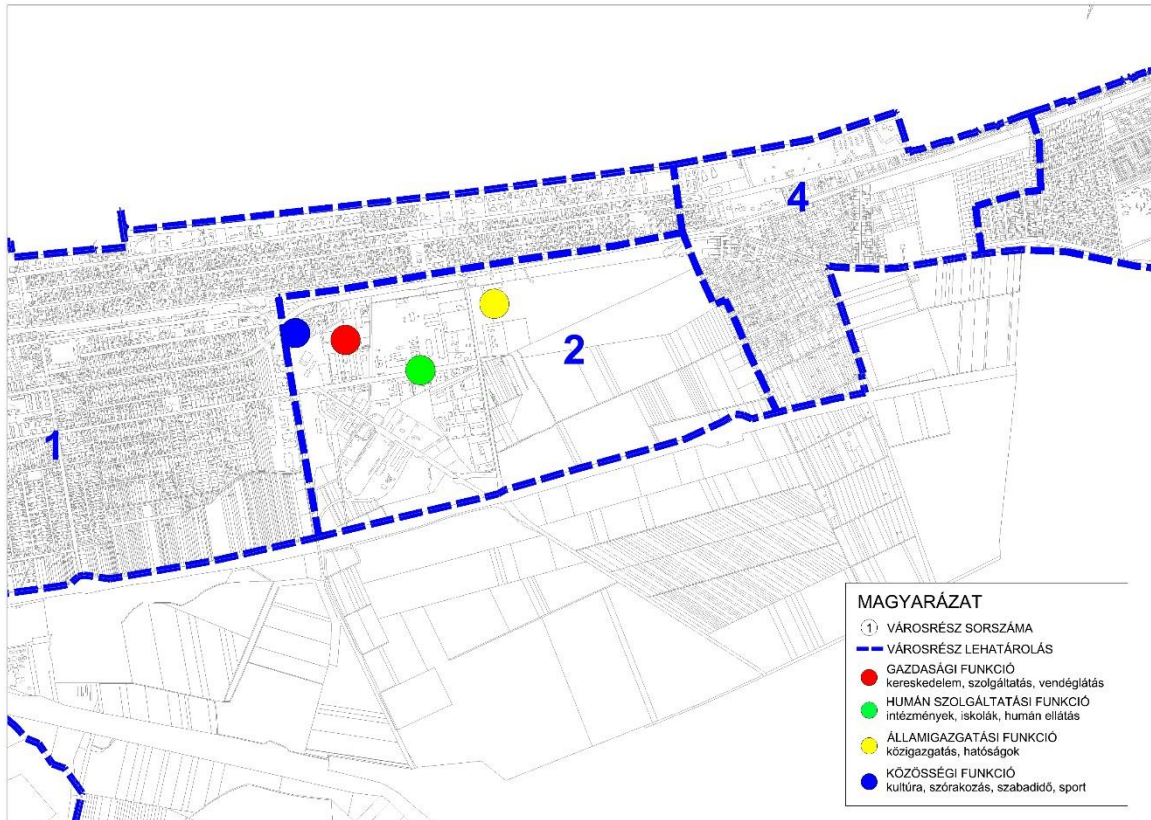 4
2
1
MAGYARÁZAT
1 VÁROSRÉSZ SORSZÁMA
VÁROSRÉSZ LEHATÁROLÁS
GAZDASÁGI FUNKCIÓ
kereskedelem, szolgáltatás, vendéglátás
HUMÁN SZOLGÁLTATÁSI FUNKCIÓ
intézmények, iskolák, humán ellátás
ÁLLAMIGAZGATÁSI FUNKCIÓ
közigazgatás, hatóságok
KÖZÖSSÉGI FUNKCIÓ
kultúra, szórakozás, szabadidő, sport